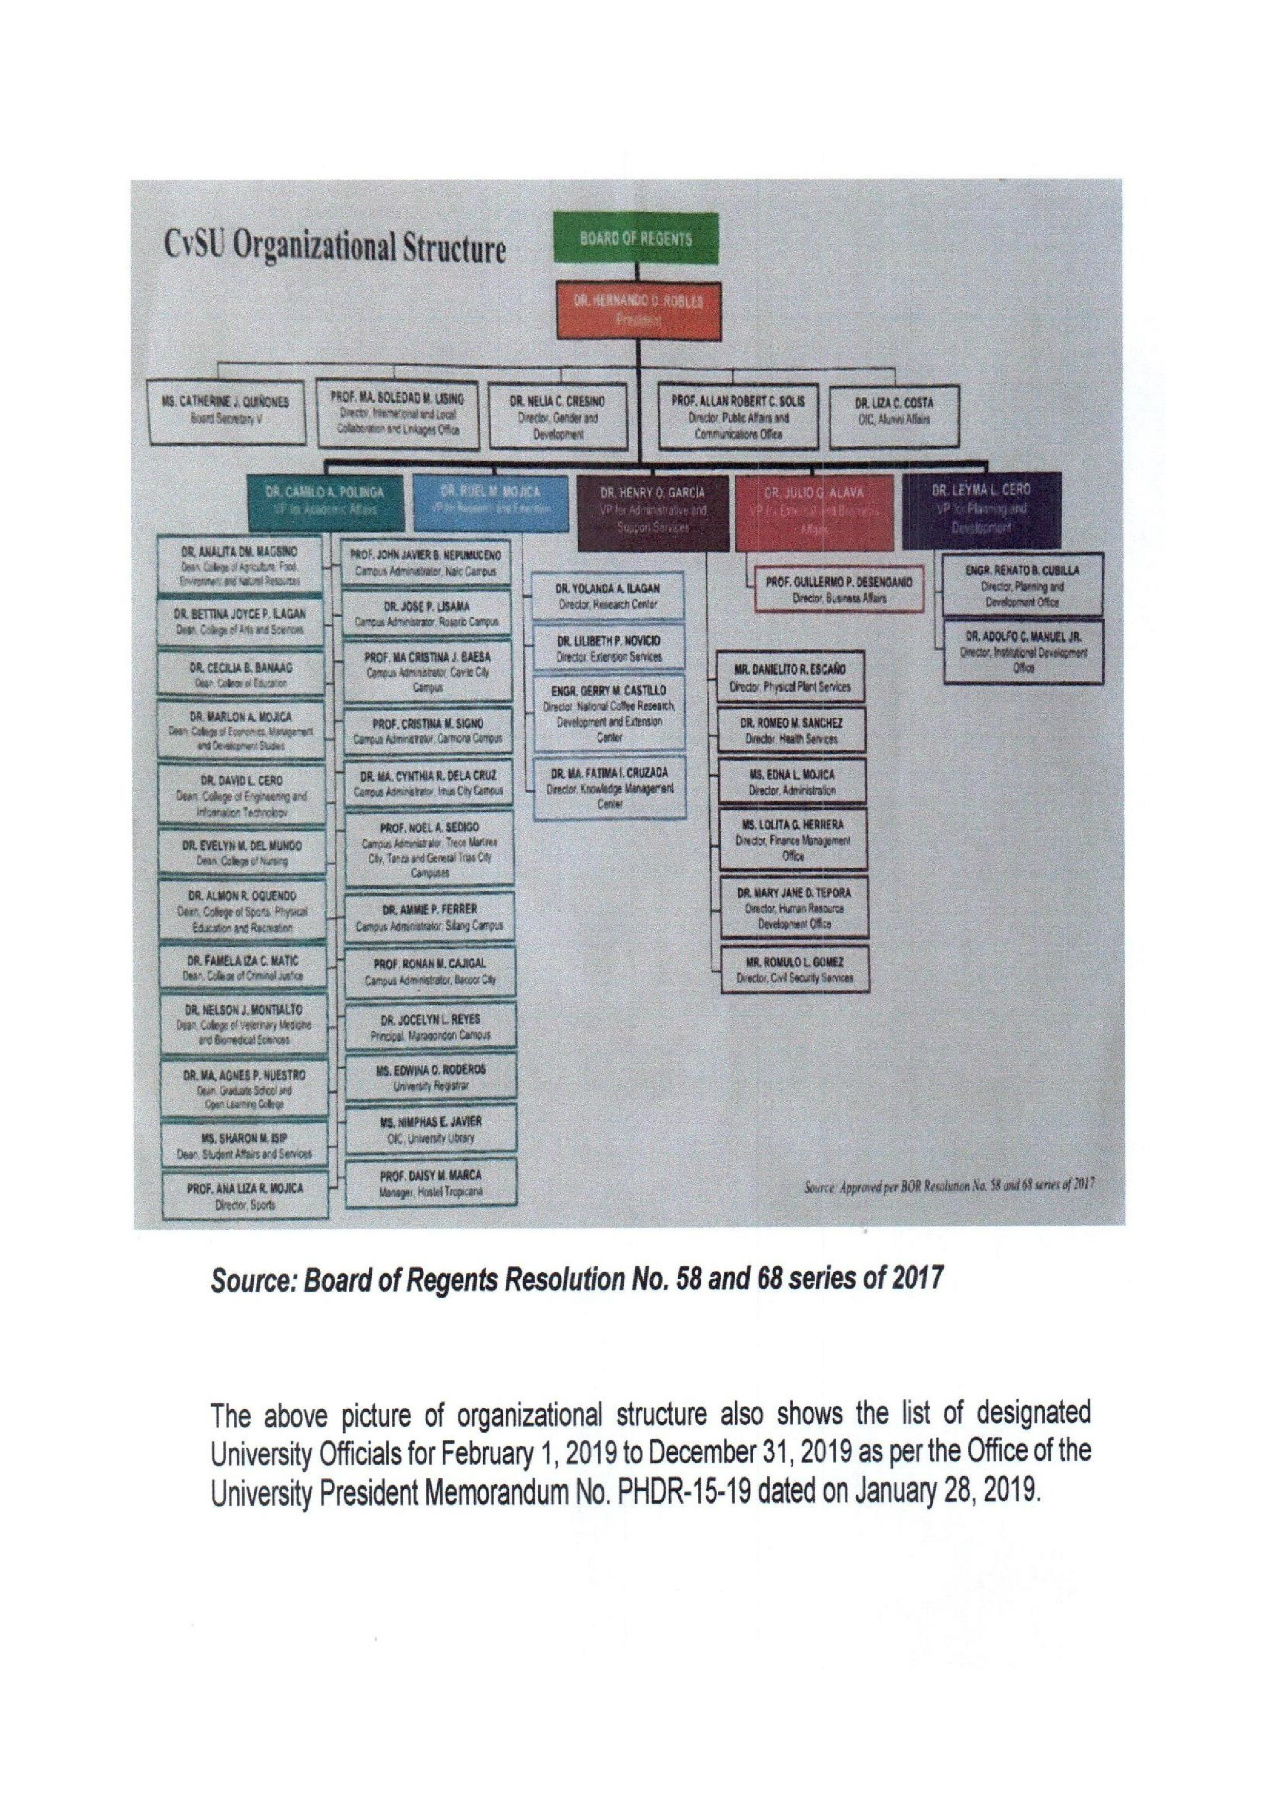 CvSU Organizational Structure
BOARD OF REGENTS
DR. HERNANDO D. ROBLES
President
MS. CATHERINE J. QUIÑONES
Board Secretary V
PROF. MA. SOLEDAD M. LISING
Director, International and Local
Collaboration and Linkages Office
DR. NELIA C. CRESINO
Director, Gender and
Development
PROF. ALLAN ROBERT C. SOLIS
Director, Public Affairs and
Communications Office
DR. LIZA C. COSTA
OIC, Alumni Affairs
DR. CAMILO A. POLINGA
VP for Academic Affairs
DR. RUEL M. MOJICA
VP for Research and Extension
DR. HENRY O. GARCIA
VP for Administrative and
Support Services
DR. JULIO G. ALAVA
VP for External and Business
Affairs
DR. LEYMA L. CERO
VP for Planning and
Development
DR. ANALITA DM. MAGSINO
Dean, College of Agriculture, Food,
Environment and Natural Resources
DR. BETTINA JOYCE P. ILAGAN
Dean, College of Arts and Sciences
DR. CECILIA B. BANAAG
Dean, College of Education
DR. MARLON A. MOJICA
Dean, College of Economics, Management
and Development Studies
DR. DAVID L. CERO
Dean, College of Engineering and
Information Technology
DR. EVELYN M. DEL MUNDO
Dean, College of Nursing
DR. ALMON R. OQUENDO
Dean, College of Sports, Physical
Education and Recreation
DR. FAMELA IZA C. MATIC
Dean, College of Criminal Justice
DR. NELSON J. MONTIALTO
Dean, College of Veterinary Medicine
and Biomedical Sciences
DR. MA. AGNES P. NUESTRO
Dean, Graduate School and
Open Learning College
MS. SHARON M. ISIP
Dean, Student Affairs and Services
PROF. ANA LIZA R. MOJICA
Director, Sports
PROF. JOHN JAVIER B. NEPUMUCENO
Campus Administrator, Naic Campus
DR. JOSE P. LISAMA
Campus Administrator, Rosario Campus
PROF. MA CRISTINA J. BAESA
Campus Administrator, Cavite City
Campus
PROF. CRISTINA M. SIGNO
Campus Administrator, Carmona Campus
DR. MA. CYNTHIA R. DELA CRUZ
Campus Administrator, Imus City Campus
PROF. NOEL A. SEDIGO
Campus Administrator, Trece Martires
City, Tanza and General Trias City
Campuses
DR. AMMIE P. FERRER
Campus Administrator, Silang Campus
PROF. RONAN M. CAJIGAL
Campus Administrator, Bacoor City
DR. JOCELYN L. REYES
Principal, Maragondon Campus
MS. EDWINA O. RODEROS
University Registrar
MS. NIMPHAS E. JAVIER
OIC, University Library
PROF. DAISY M. MARCA
Manager, Hostel Tropicana
DR. YOLANDA A. ILAGAN
Director, Research Center
DR. LILIBETH P. NOVICIO
Director, Extension Services
ENGR. GERRY M. CASTILLO
Director, National Coffee Research,
Development and Extension
Center
DR. MA. FATIMA I. CRUZADA
Director, Knowledge Management
Center
MR. DANIELITO R. ESCAÑO
Director, Physical Plant Services
DR. ROMEO M. SANCHEZ
Director, Health Services
MS. EDNA L. MOJICA
Director, Administration
MS. LOLITA G. HERRERA
Director, Finance Management
Office
DR. MARY JANE D. TEPORA
Director, Human Resource
Development Office
MR. ROMULO L. GOMEZ
Director, Civil Security Services
PROF. GUILLERMO P. DESENGANIO
Director, Business Affairs
ENGR. RENATO B. CUBILLA
Director, Planning and
Development Office
DR. ADOLFO C. MANUEL JR.
Director, Institutional Development
Office
Source: Approved per BOR Resolution No. 58 and 68 series of 2017
Source: Board of Regents Resolution No. 58 and 68 series of 2017
The above picture of organizational structure also shows the list of designated
University Officials for February 1, 2019 to December 31, 2019 as per the Office of the
University President Memorandum No. PHDR-15-19 dated on January 28, 2019.